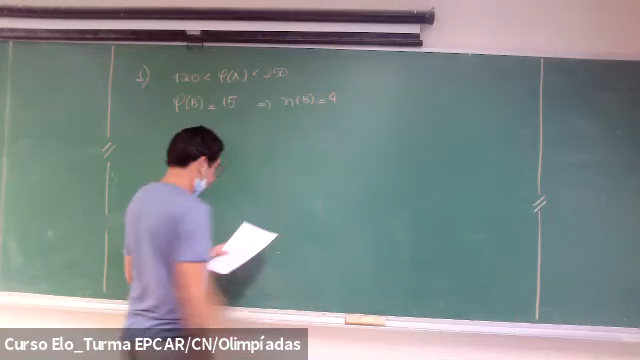 1) 120 < P(A) < 250
P(B) = 15 => n(B) = 4
Curso Elo_Turma EPCAR/CN/Olimpíadas